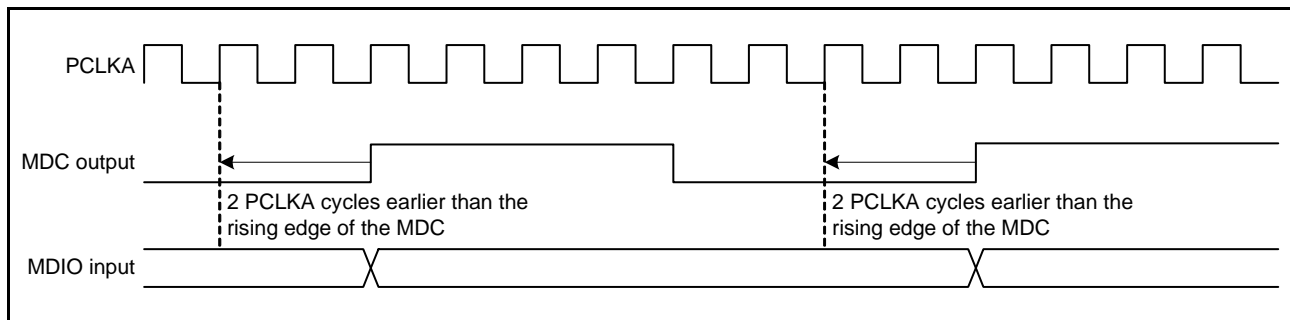 PCLKA
MDC output
2 PCLKA cycles earlier than the
rising edge of the MDC
2 PCLKA cycles earlier than the
rising edge of the MDC
MDIO input